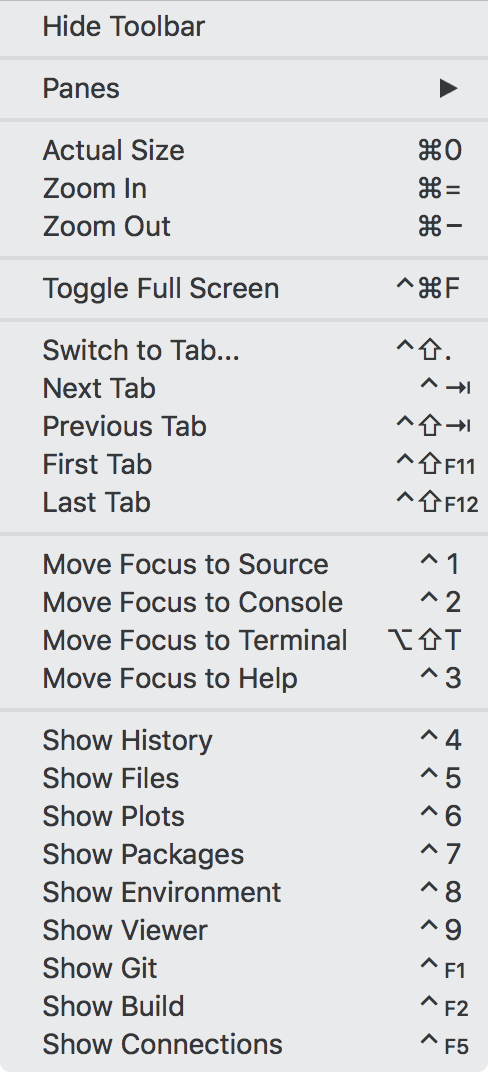 Hide Toolbar
Panes ▶
Actual Size ⌘0
Zoom In ⌘=
Zoom Out ⌘−
Toggle Full Screen ^⌘F
Switch to Tab... ^⇧.
Next Tab ^⇥
Previous Tab ^⇧⇥
First Tab ^⇧F11
Last Tab ^⇧F12
Move Focus to Source ^1
Move Focus to Console ^2
Move Focus to Terminal ⌥⇧T
Move Focus to Help ^3
Show History ^4
Show Files ^5
Show Plots ^6
Show Packages ^7
Show Environment ^8
Show Viewer ^9
Show Git ^F1
Show Build ^F2
Show Connections ^F5